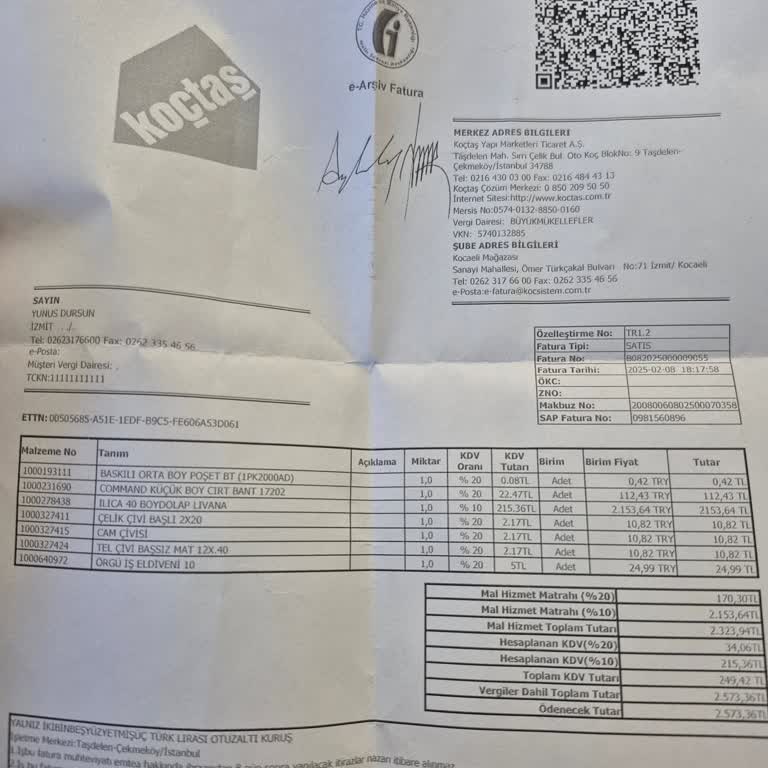 koçtaş
e-Arşiv Fatura
MERKEZ ADRES BILGILERI
Koçtaş Yapı Marketleri Ticaret A.Ş.
Taşdelen Mah. Sırrı Çelik Bul. Oto Koç BlokNo: 9 Taşdelen-
Çekmeköy/İstanbul 34788
Tel: 0216 430 03 00 Fax: 0216 484 43 13
Koçtaş Çözüm Merkezi: 0 850 209 50 50
İnternet Sitesi:http://www.koctas.com.tr
Mersis No:0574-0132-8850-0160
Vergi Dairesi: BÜYÜKMÜKELLEFLER
VKN: 5740132885
ŞUBE ADRES BİLGİLERİ
Kocaeli Mağazası
Sanayi Mahallesi, Ömer Türkçakal Bulvarı No:71 İzmit/ Kocaeli
Tel: 0262 317 66 00 Fax: 0262 335 46 56
e-Posta:e-fatura@kocsistem.com.tr
SAYIN
YUNUS DURSUN
İZMİT ../.
Tel: 02623176600 Fax: 0262 335 46 56
e-Posta:
Müşteri Vergi Dairesi: .
TCKN:11111111111
Özelleştirme No: TR1.2
Fatura Tipi: SATIS
Fatura No: B082025000009055
Fatura Tarihi: 2025-02-08 18:17:58
ÖKC:
ZNO:
Makbuz No: 20080060802500070358
SAP Fatura No: 0981560896
ETTN: 0050568S-A51E-1EDF-B9C5-FE606A53D061
Malzeme No Tanım Açıklama Miktar KDV Oranı KDV Tutarı Birim Birim Fiyat Tutar
1000193111 BASKILI ORTA BOY POŞET BT (1PK2000AD) 1,0 % 20 0.08TL Adet 0,42 TRY 0,42 TL
1000231690 COMMAND KÜÇÜK BOY CIRT BANT 17202 1,0 % 20 22.47TL Adet 112,43 TRY 112,43 TL
1000278438 ILICA 40 BOYDOLAP LIVANA 1,0 % 10 215.36TL Adet 2.153,64 TRY 2153,64 TL
1000327411 ÇELİK ÇİVİ BAŞLI 2X20 1,0 % 20 2.17TL Adet 10,82 TRY 10,82 TL
1000327415 CAM ÇİVİSİ 1,0 % 20 2.17TL Adet 10,82 TRY 10,82 TL
1000327424 TEL ÇİVİ BAŞSIZ MAT 12X.40 1,0 % 20 2.17TL Adet 10,82 TRY 10,82 TL
1000640972 ÖRGÜ İŞ ELDİVENİ 10 1,0 % 20 5TL Adet 24,99 TRY 24,99 TL
Mal Hizmet Matrahı (%20) 170,30TL
Mal Hizmet Matrahı (%10) 2.153,64TL
Mal Hizmet Toplam Tutarı 2.323,94TL
Hesaplanan KDV(%20) 34,06TL
Hesaplanan KDV(%10) 215,36TL
Toplam KDV Tutarı 249,42 TL
Vergiler Dahil Toplam Tutar 2.573,36TL
Ödenecek Tutar 2.573,36TL
YALNIZ İKİBİNBEŞYÜZYETMİŞÜÇ TÜRK LİRASI OTUZALTI KURUŞ
İşletme Merkezi:Taşdelen-Çekmeköy/İstanbul
1.İşbu fatura muhteviyatı emtea hakkında 8 gün sonra yapılacak itirazlar nazarı itibare alınmaz.